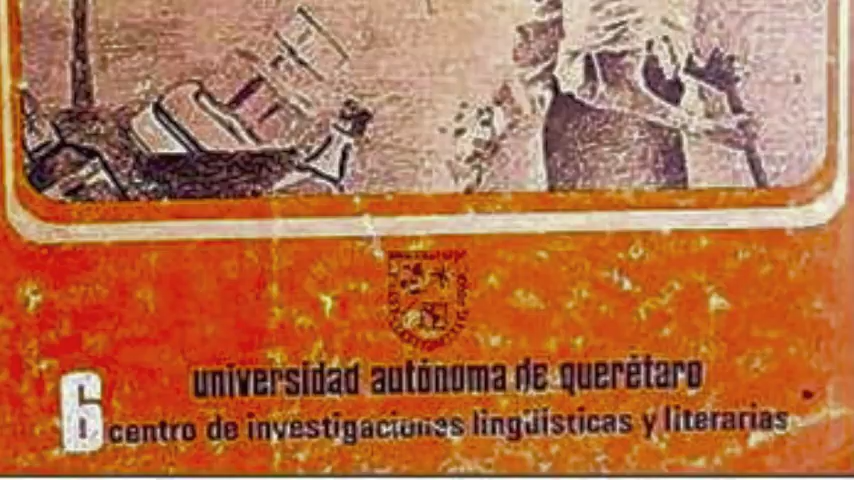 universidad autónoma de querétaro
6 centro de investigaciones lingüísticas y literarias